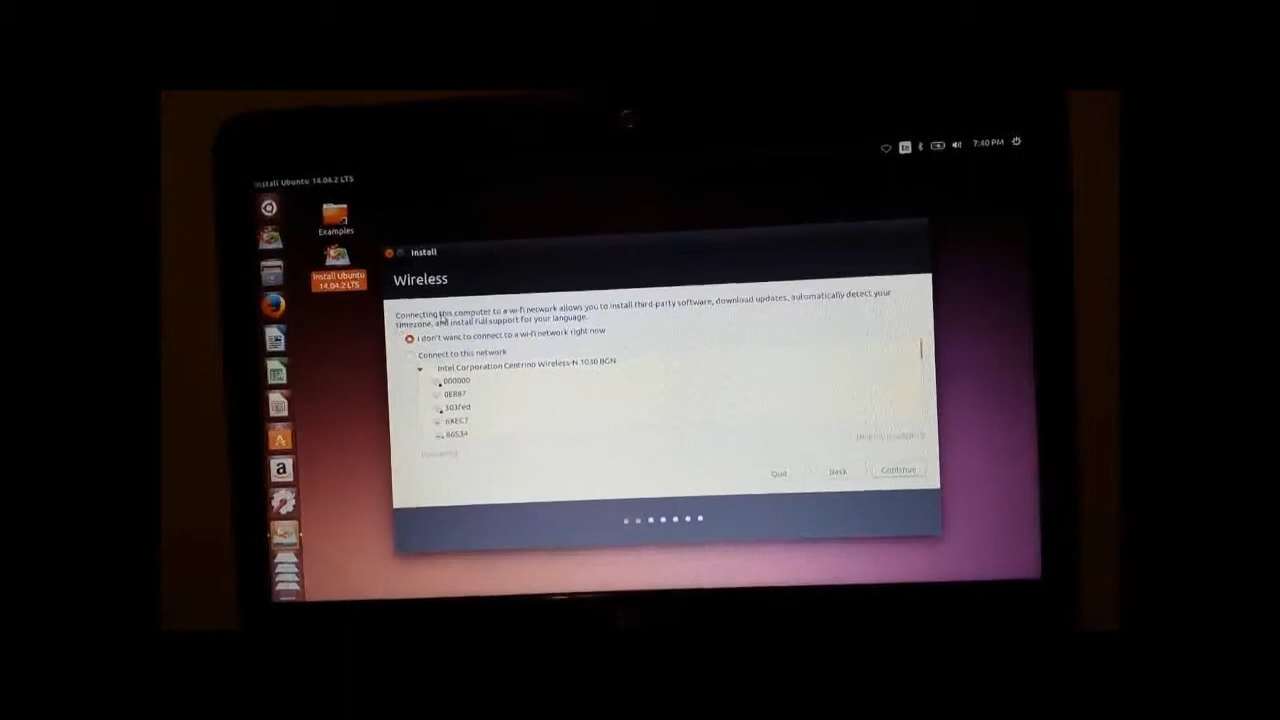 7:40 PM
Install Ubuntu 14.04.2 LTS
Examples
Install Ubuntu
14.04.2 LTS
Install
Wireless
Connecting this computer to a wi-fi network allows you to install third-party software, download updates, automatically detect your
timezone, and install full support for your language.
I don't want to connect to a wi-fi network right now
Connect to this network
Intel Corporation Centrino Wireless-N 1030 BGN
000000
303fed
6XEC7
Quit
Back
Continue